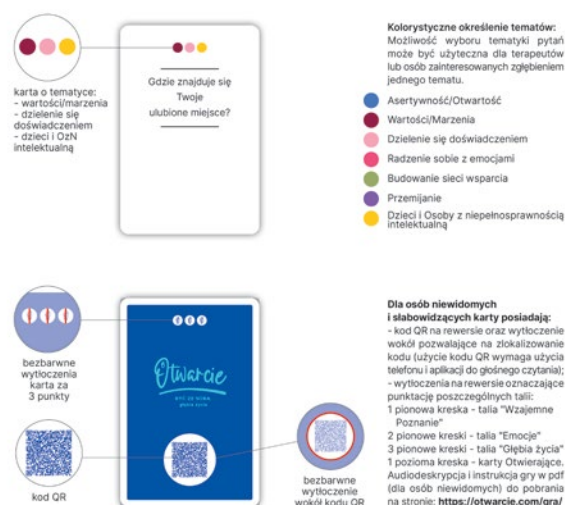 karta o tematyce:
- wartości/marzenia
- dzielenie się
doświadczeniem
- dzieci i OzN
intelektualną
Gdzie znajduje się
Twoje
ulubione miejsce?
Kolorystyczne określenie tematów:
Możliwość wyboru tematyki pytań
może być użyteczna dla terapeutów
lub osób zainteresowanych zgłębieniem
jednego tematu.
Asertywność/Otwartość
Wartości/Marzenia
Dzielenie się doświadczeniem
Radzenie sobie z emocjami
Budowanie sieci wsparcia
Przemijanie
Dzieci i Osoby z niepełnosprawnością
intelektualną
bezbarwne
wytłoczenia
karta za
3 punkty
kod QR
Otwarcie
bezbarwne
wytłoczenie
wokół kodu QR
Dla osób niewidomych
i słabowidzących karty posiadają:
- kod QR na rewersie oraz wytłoczenie
wokół pozwalające na zlokalizowanie
kodu (użycie kodu QR wymaga użycia
telefonu i aplikacji do głośnego czytania);
- wytłoczenia na rewersie oznaczające
punktację poszczególnych talii:
1 pionowa kreska - talia "Wzajemne
Poznanie"
2 pionowe kreski - talia "Emocje"
3 pionowe kreski - talia "Głębia życia"
1 pozioma kreska - karty Otwierające.
Audiodeskrypcja i instrukcja gry w pdf
(dla osób niewidomych) do pobrania
na stronie: https://otwarcie.com/gra/